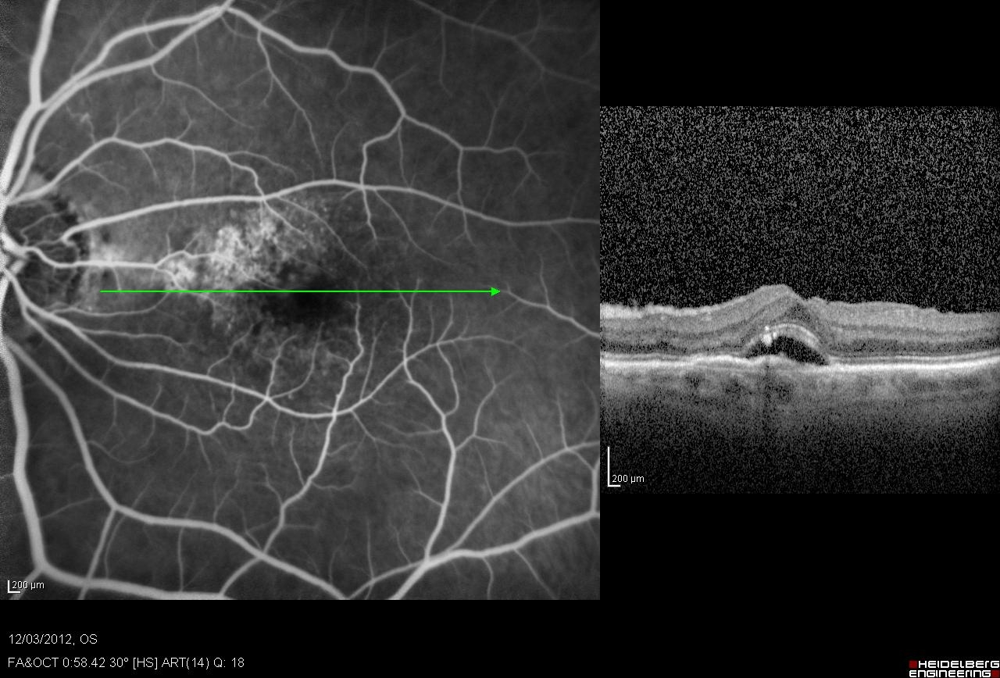 200 µm
200 µm
12/03/2012, OS
FA&OCT 0:58.42 30° [HS] ART(14) Q: 18
HEIDELBERG
ENGINEERING